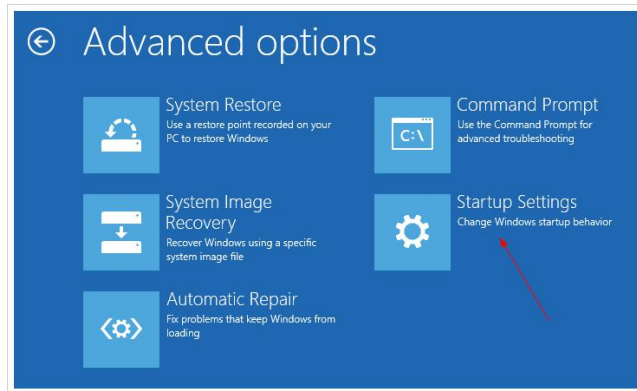 Advanced options
System Restore
Use a restore point recorded on your
PC to restore Windows
System Image
Recovery
Recover Windows using a specific
system image file
Automatic Repair
Fix problems that keep Windows from
loading
C:\
Command Prompt
Use the Command Prompt for
advanced troubleshooting
Startup Settings
Change Windows startup behavior